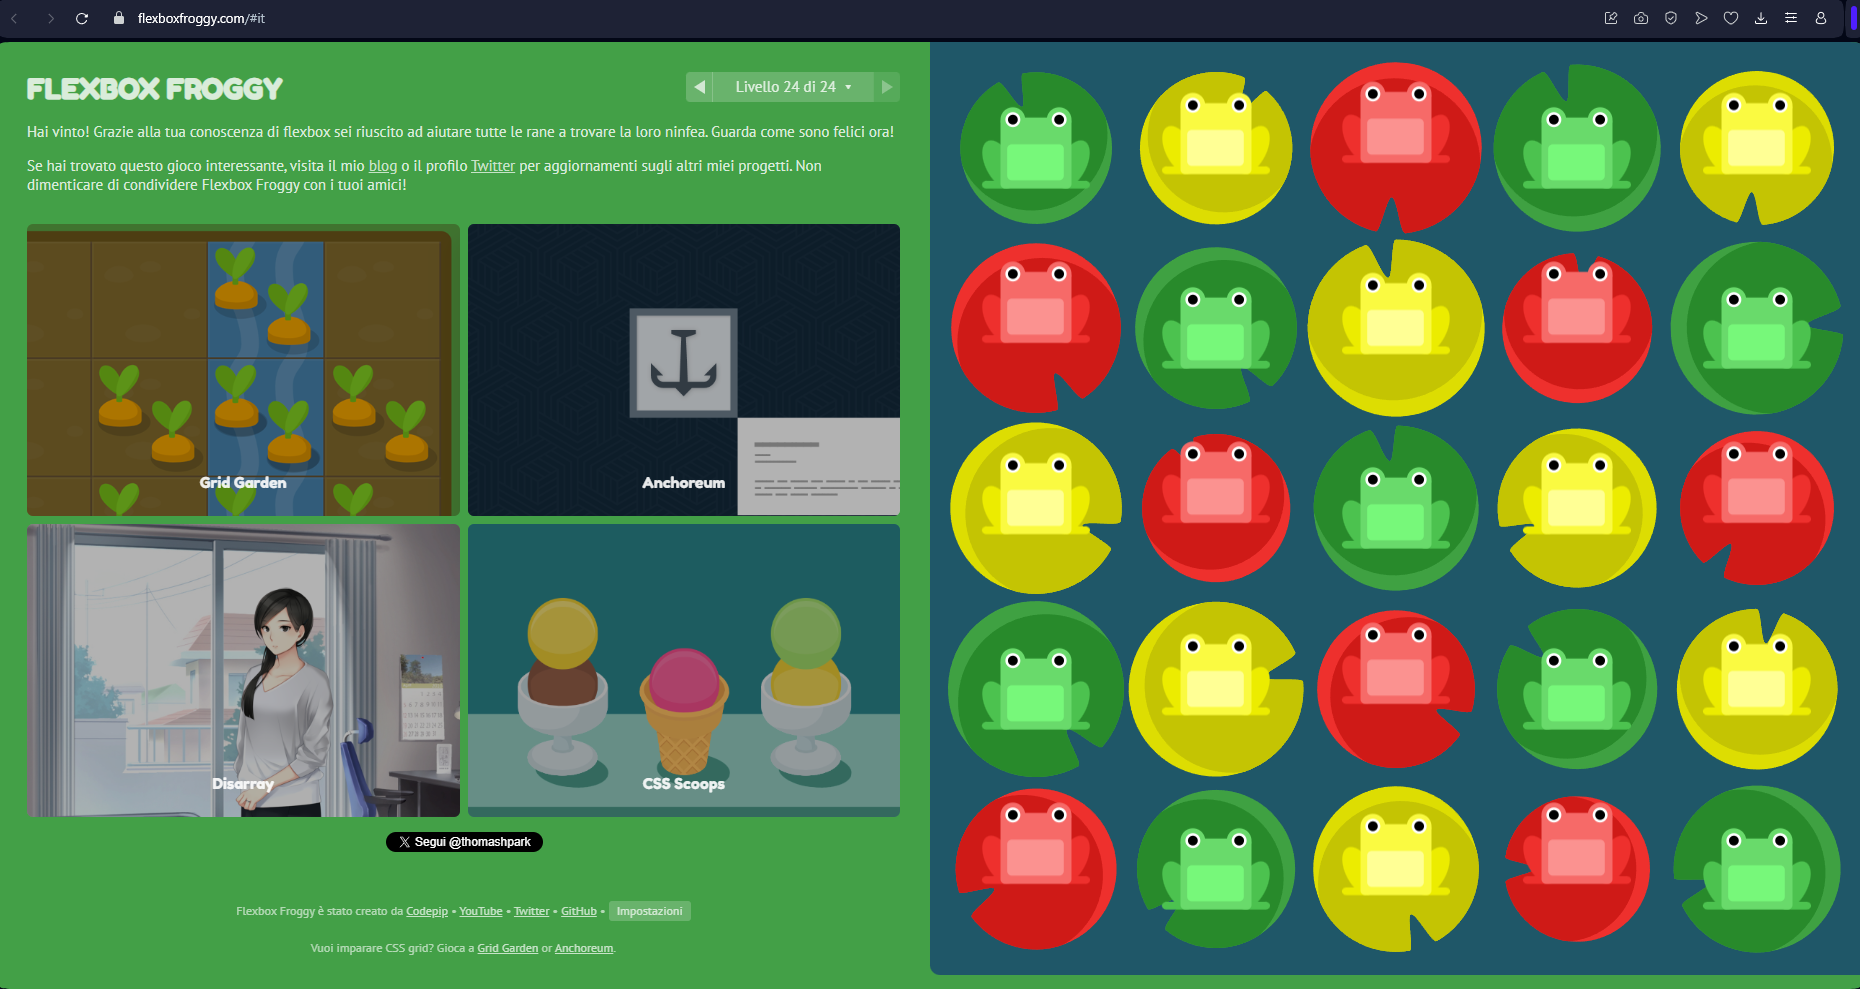 flexboxfroggy.com/#it
FLEXBOX FROGGY
Livello 24 di 24
Hai vinto! Grazie alla tua conoscenza di flexbox sei riuscito ad aiutare tutte le rane a trovare la loro ninfea. Guarda come sono felici ora!
Se hai trovato questo gioco interessante, visita il mio blog o il profilo Twitter per aggiornamenti sugli altri miei progetti. Non
dimenticare di condividere Flexbox Froggy con i tuoi amici!
Grid Garden
Anchoreum
Disarray
CSS Scoops
X Segui @thomashpark
Flexbox Froggy è stato creato da Codepip • YouTube • Twitter • GitHub • Impostazioni
Vuoi imparare CSS grid? Gioca a Grid Garden or Anchoreum.